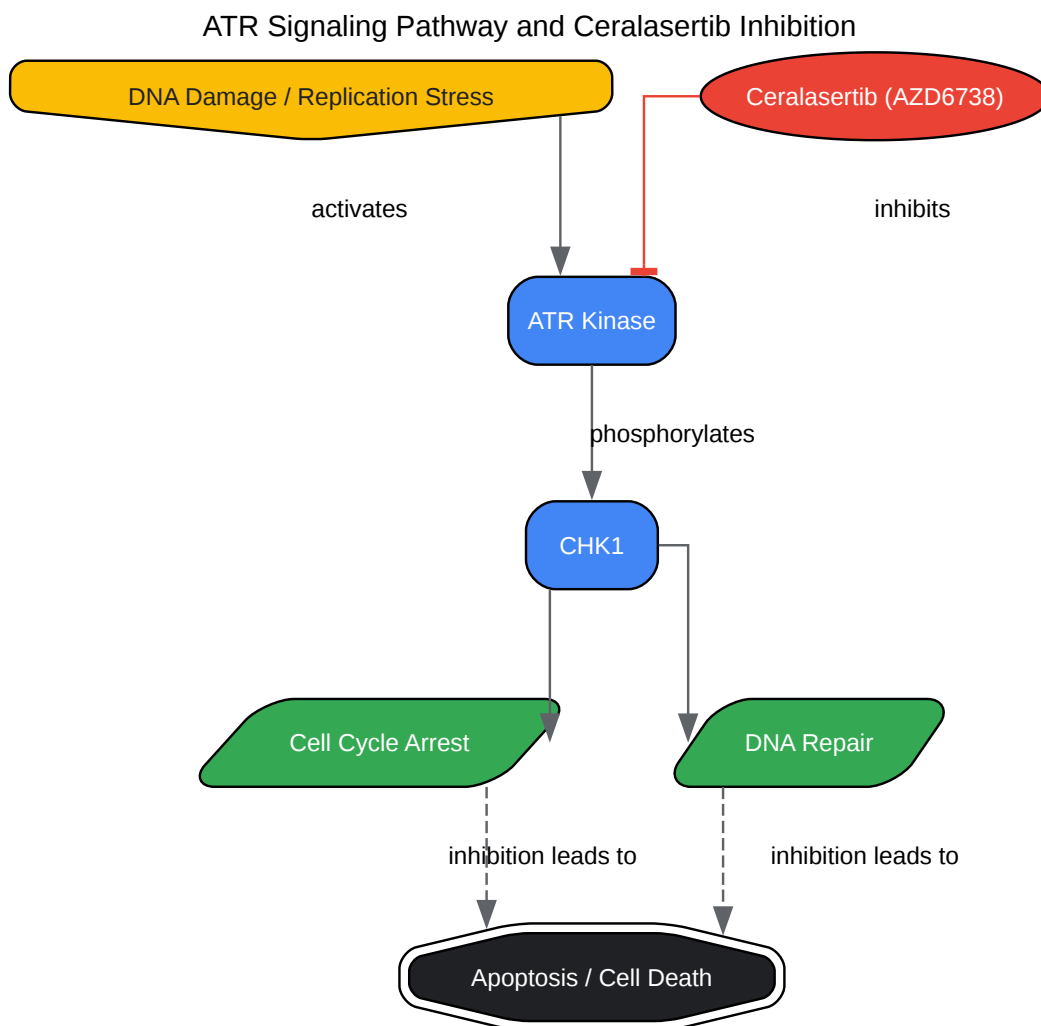 ATR Signaling Pathway and Ceralasertib Inhibition
DNA Damage / Replication Stress
Ceralasertib (AZD6738)
activates
inhibits
ATR Kinase
phosphorylates
CHK1
Cell Cycle Arrest
DNA Repair
inhibition leads to
inhibition leads to
Apoptosis / Cell Death